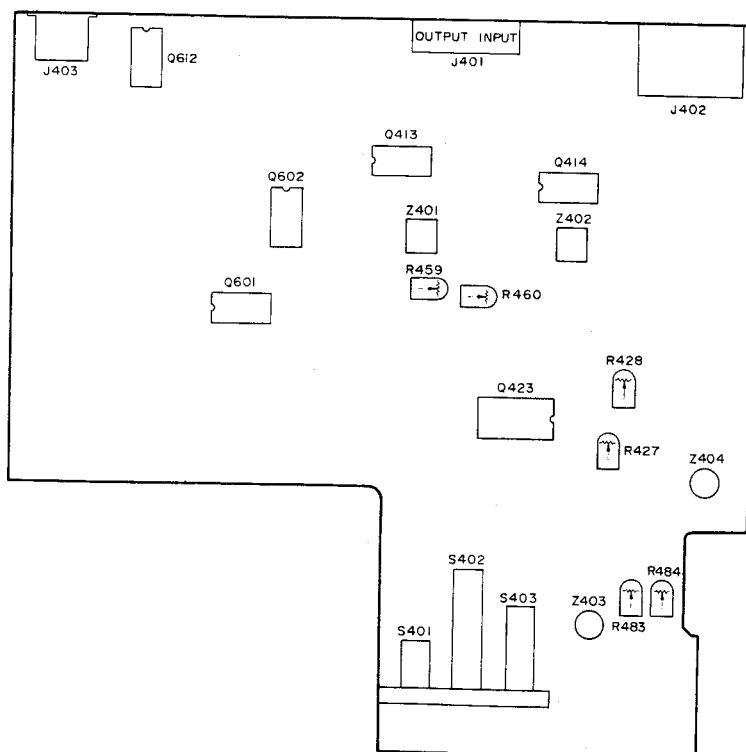 OUTPUT INPUT
J403
Q612
J401
J402
Q413
Q414
Q602
Z401
Z402
R459
R460
Q601
R428
Q423
R427
Z404
S402
R484
S403
Z403
S401
R483